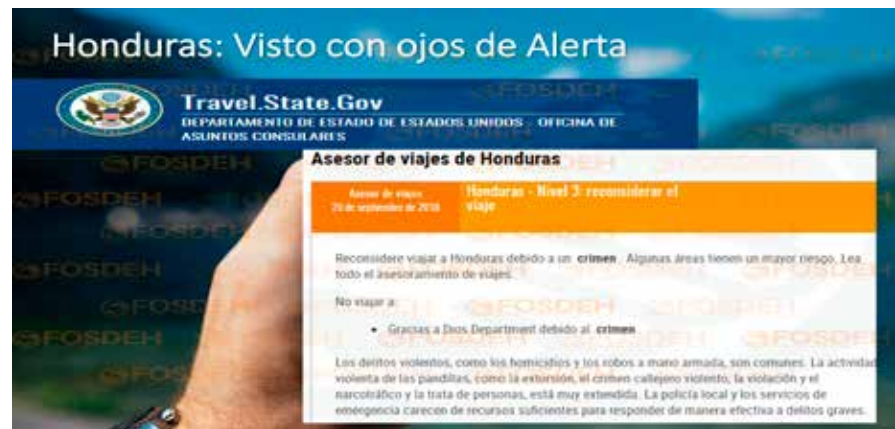 Honduras: Visto con ojos de Alerta
Travel.State.Gov
DEPARTAMENTO DE ESTADO DE ESTADOS UNIDOS - OFICINA DE
ASUNTOS CONSULARES
Asesor de viajes de Honduras
Asesor de viajes
Honduras - Nivel 3: reconsiderar el
viaje
de septiembre de
Reconsidere viajar a Honduras debido a un crimen . Algunas áreas tienen un mayor riesgo. Lea
todo el asesoramiento de viajes.
No viajar a:
• Gracias a Dios Department debido al crimen
Los delitos violentos, como los homicidios y los robos a mano armada, son comunes. La actividad
violenta de las pandillas, como la extorsión, el crimen callejero violento, la violación y el
narcotráfico y la trata de personas, está muy extendida. La policía local y los servicios de
emergencia carecen de recursos suficientes para responder de manera efectiva a delitos graves.
FOSDEH